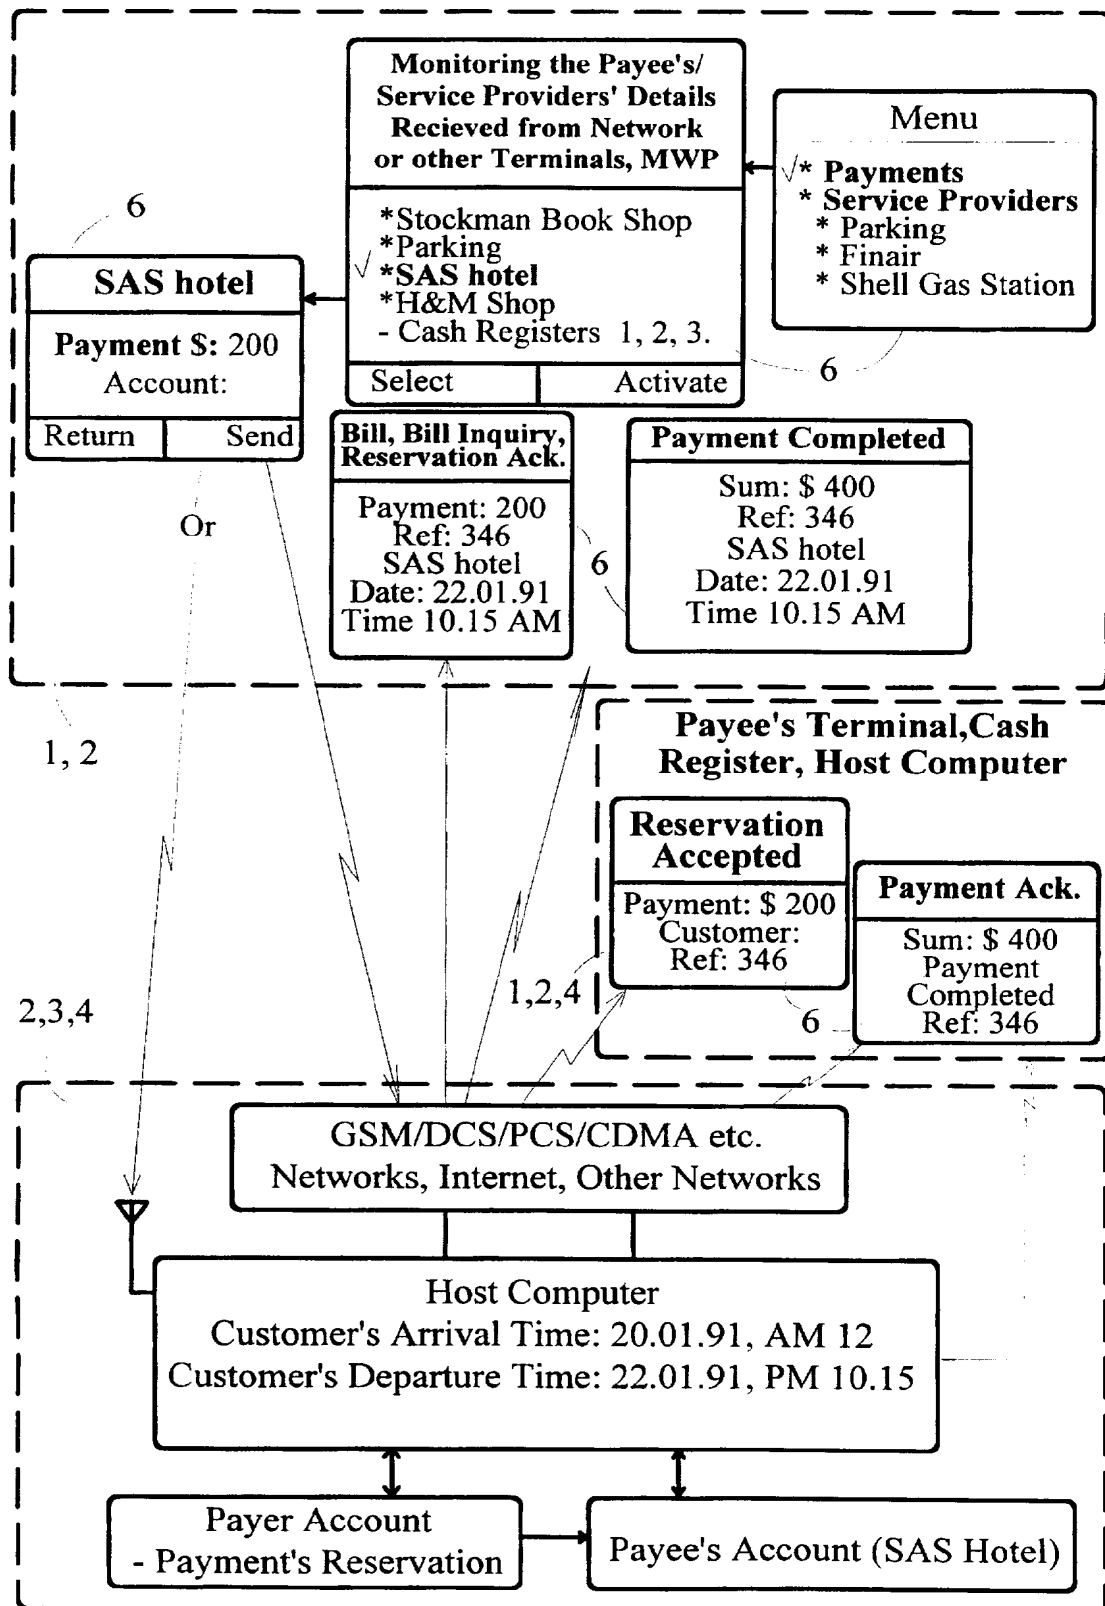 Monitoring the Payee's/
Service Providers' Details
Recieved from Network
or other Terminals, MWP
*Stockman Book Shop
*Parking
√ *SAS hotel
*H&M Shop
- Cash Registers 1, 2, 3.
Select Activate
Menu
√* Payments
* Service Providers
* Parking
* Finair
* Shell Gas Station
6
6
SAS hotel
Payment $: 200
Account:
Return Send
Or
Bill, Bill Inquiry,
Reservation Ack.
Payment: 200
Ref: 346
SAS hotel
Date: 22.01.91
Time 10.15 AM
6
Payment Completed
Sum: $ 400
Ref: 346
SAS hotel
Date: 22.01.91
Time 10.15 AM
1, 2
Payee's Terminal,Cash
Register, Host Computer
Reservation
Accepted
Payment: $ 200
Customer:
Ref: 346
Payment Ack.
Sum: $ 400
Payment
Completed
Ref: 346
1,2,4
6
2,3,4
GSM/DCS/PCS/CDMA etc.
Networks, Internet, Other Networks
Host Computer
Customer's Arrival Time: 20.01.91, AM 12
Customer's Departure Time: 22.01.91, PM 10.15
Payer Account
- Payment's Reservation
Payee's Account (SAS Hotel)